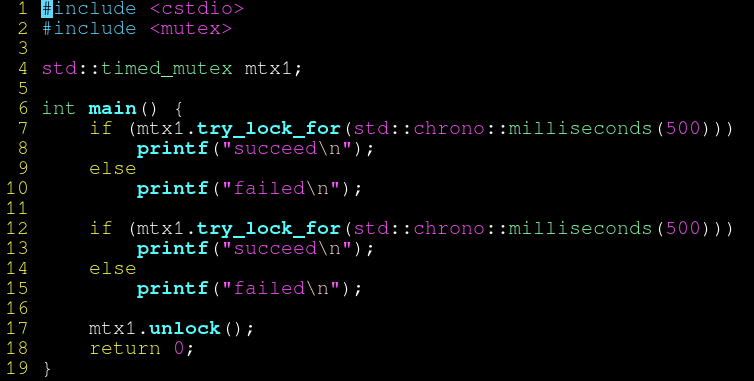 1 #include <cstdio>
2 #include <mutex>
3
4 std::timed_mutex mtx1;
5
6 int main() {
7     if (mtx1.try_lock_for(std::chrono::milliseconds(500)))
8         printf("succeed\n");
9     else
10         printf("failed\n");
11
12     if (mtx1.try_lock_for(std::chrono::milliseconds(500)))
13         printf("succeed\n");
14     else
15         printf("failed\n");
16
17     mtx1.unlock();
18     return 0;
19 }